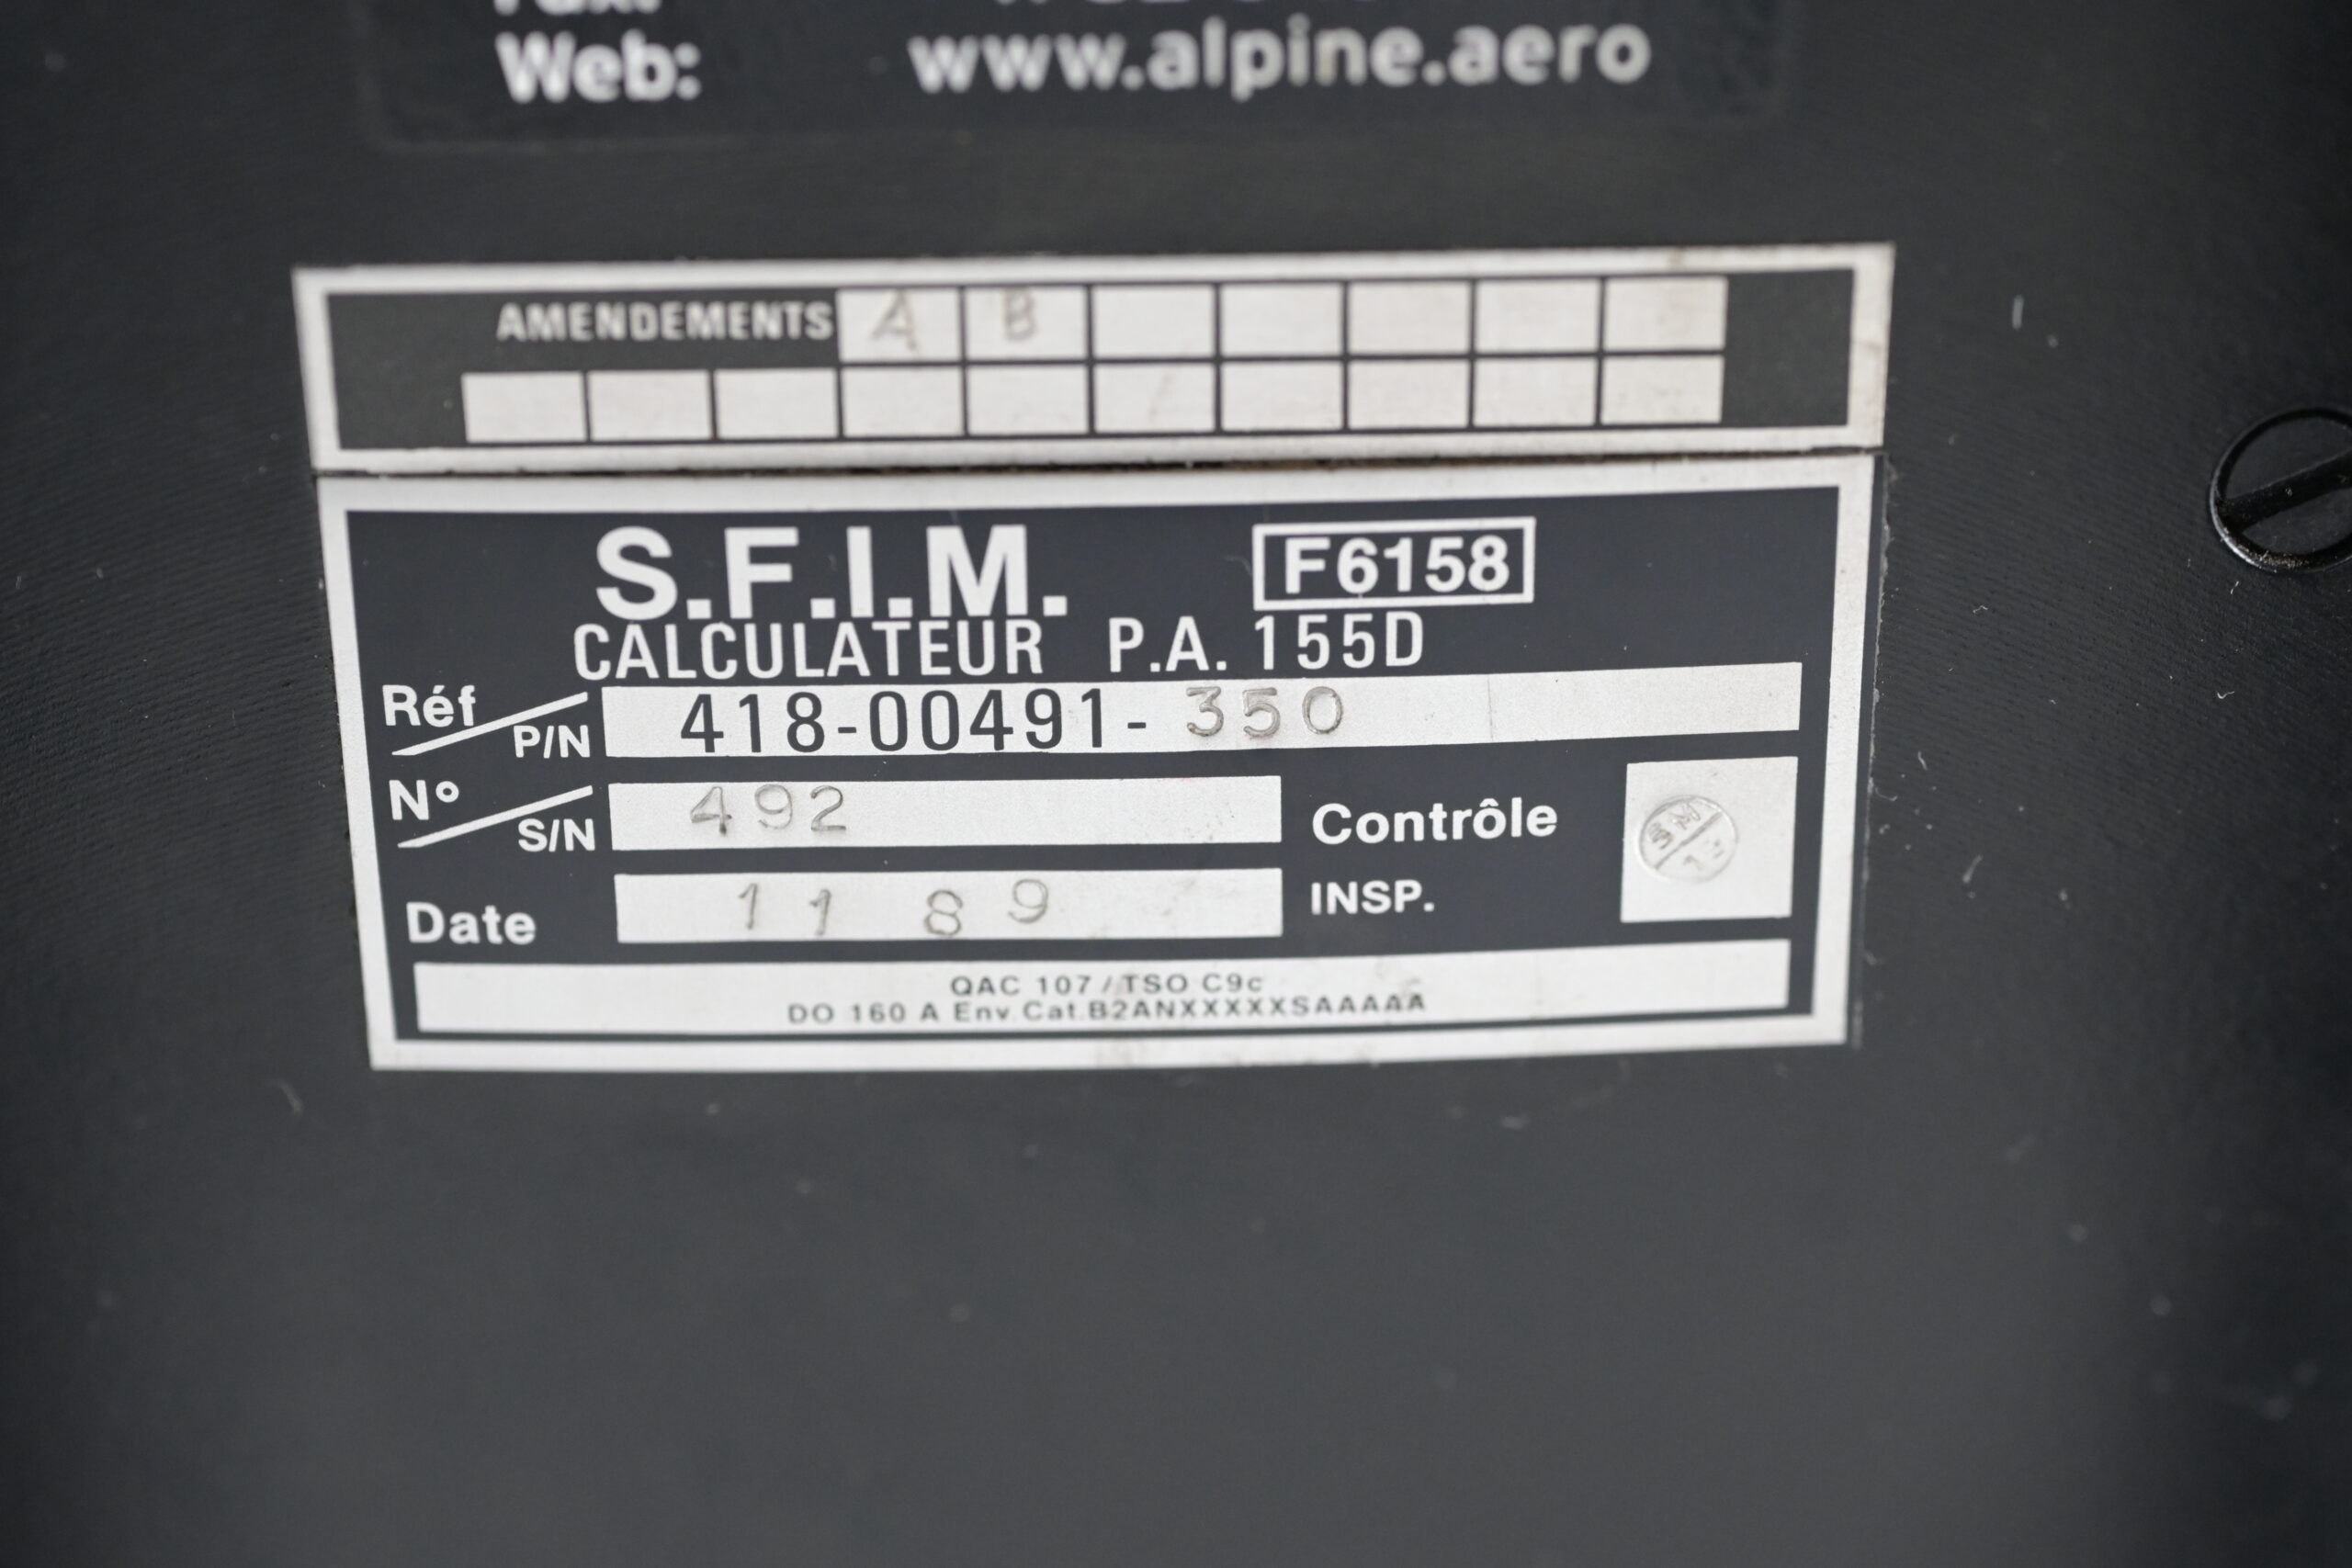 Web: www.alpine.aero
AMENDEMENTS A B
S.F.I.M. F6158
CALCULATEUR P.A. 155D
Réf P/N 418-00491-350
N° S/N 492
Contrôle
Date 11 89
INSP.
QAC 107 / TSO C9c
DO 160 A Env. Cat. B2ANXXXXXSAAAAA